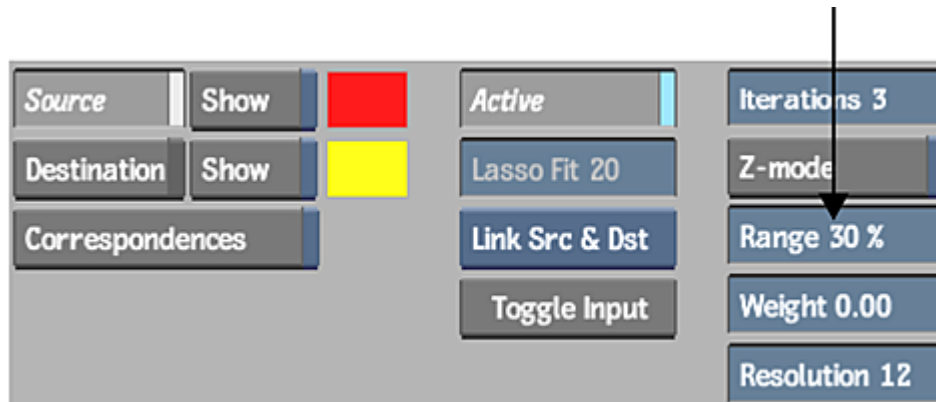 Source Show Active Iterations 3
Destination Show Lasso Fit 20 Z-mode
Correspondences Link Src & Dst Range 30 %
Toggle Input Weight 0.00
Resolution 12